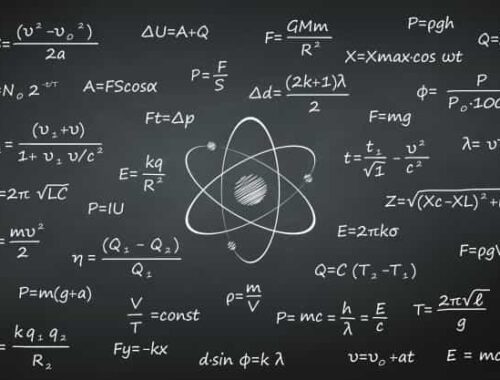 S = (υ² -υ₀²) / 2a
ΔU=A+Q
F= GMm / R²
P=ρgh
Q=
X=Xmax·cos ωt
N₀ 2^-t/T
A=FScosα
P= F / S
Δd= (2k+1)λ / 2
ϕ= P / P₀·100
Ft=Δp
F=mg
= (υ₁+υ) / 1+ υ₁ υ/c²
E= kq / R²
t= t₁ / √1 - υ² / c²
λ= υT
=2π √LC
P=IU
Z=√(Xc-XL)² +
= mυ² / 2
η = (Q₁ - Q₂) / Q₁
E=2πkσ
F=ρgV
Q=C (T₂ -T₁)
P=m(g+a)
V / T =const
ρ= m / V
P= mc = h / λ = E / c
T= 2π√ℓ / g
= kq₁ q₂ / R₂
Fy=-kx
d·sin ϕ=k λ
υ=υ₀ +at
E = mc